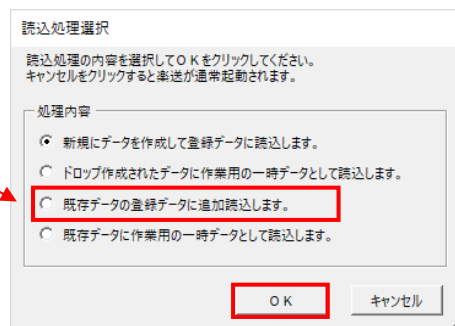 読込処理選択
読込処理の内容を選択してＯＫをクリックしてください。
キャンセルをクリックすると楽送が通常起動されます。
処理内容
新規にデータを作成して登録データに読込します。
ドロップ作成されたデータに作業用の一時データとして読込します。
既存データの登録データに追加読込します。
既存データに作業用の一時データとして読込します。
ＯＫ
キャンセル